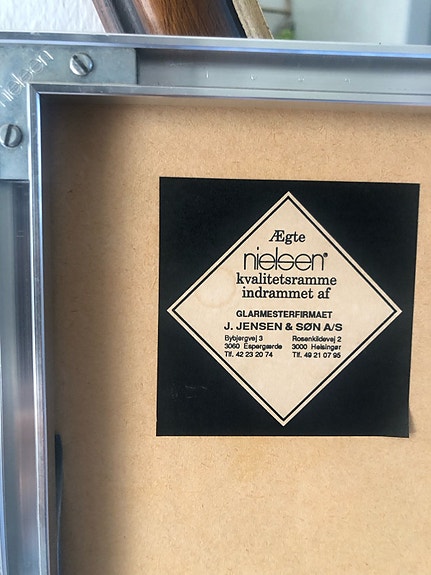 nielsen
Ægte
nielsen®
kvalitetsramme
indrammet af
GLARMESTERFIRMAET
J. JENSEN & SØN A/S
Bybjergvej 3 Rosenkildevej 2
3060 Espergærde 3000 Helsingør
Tlf. 42 23 20 74 Tlf. 49 21 07 95